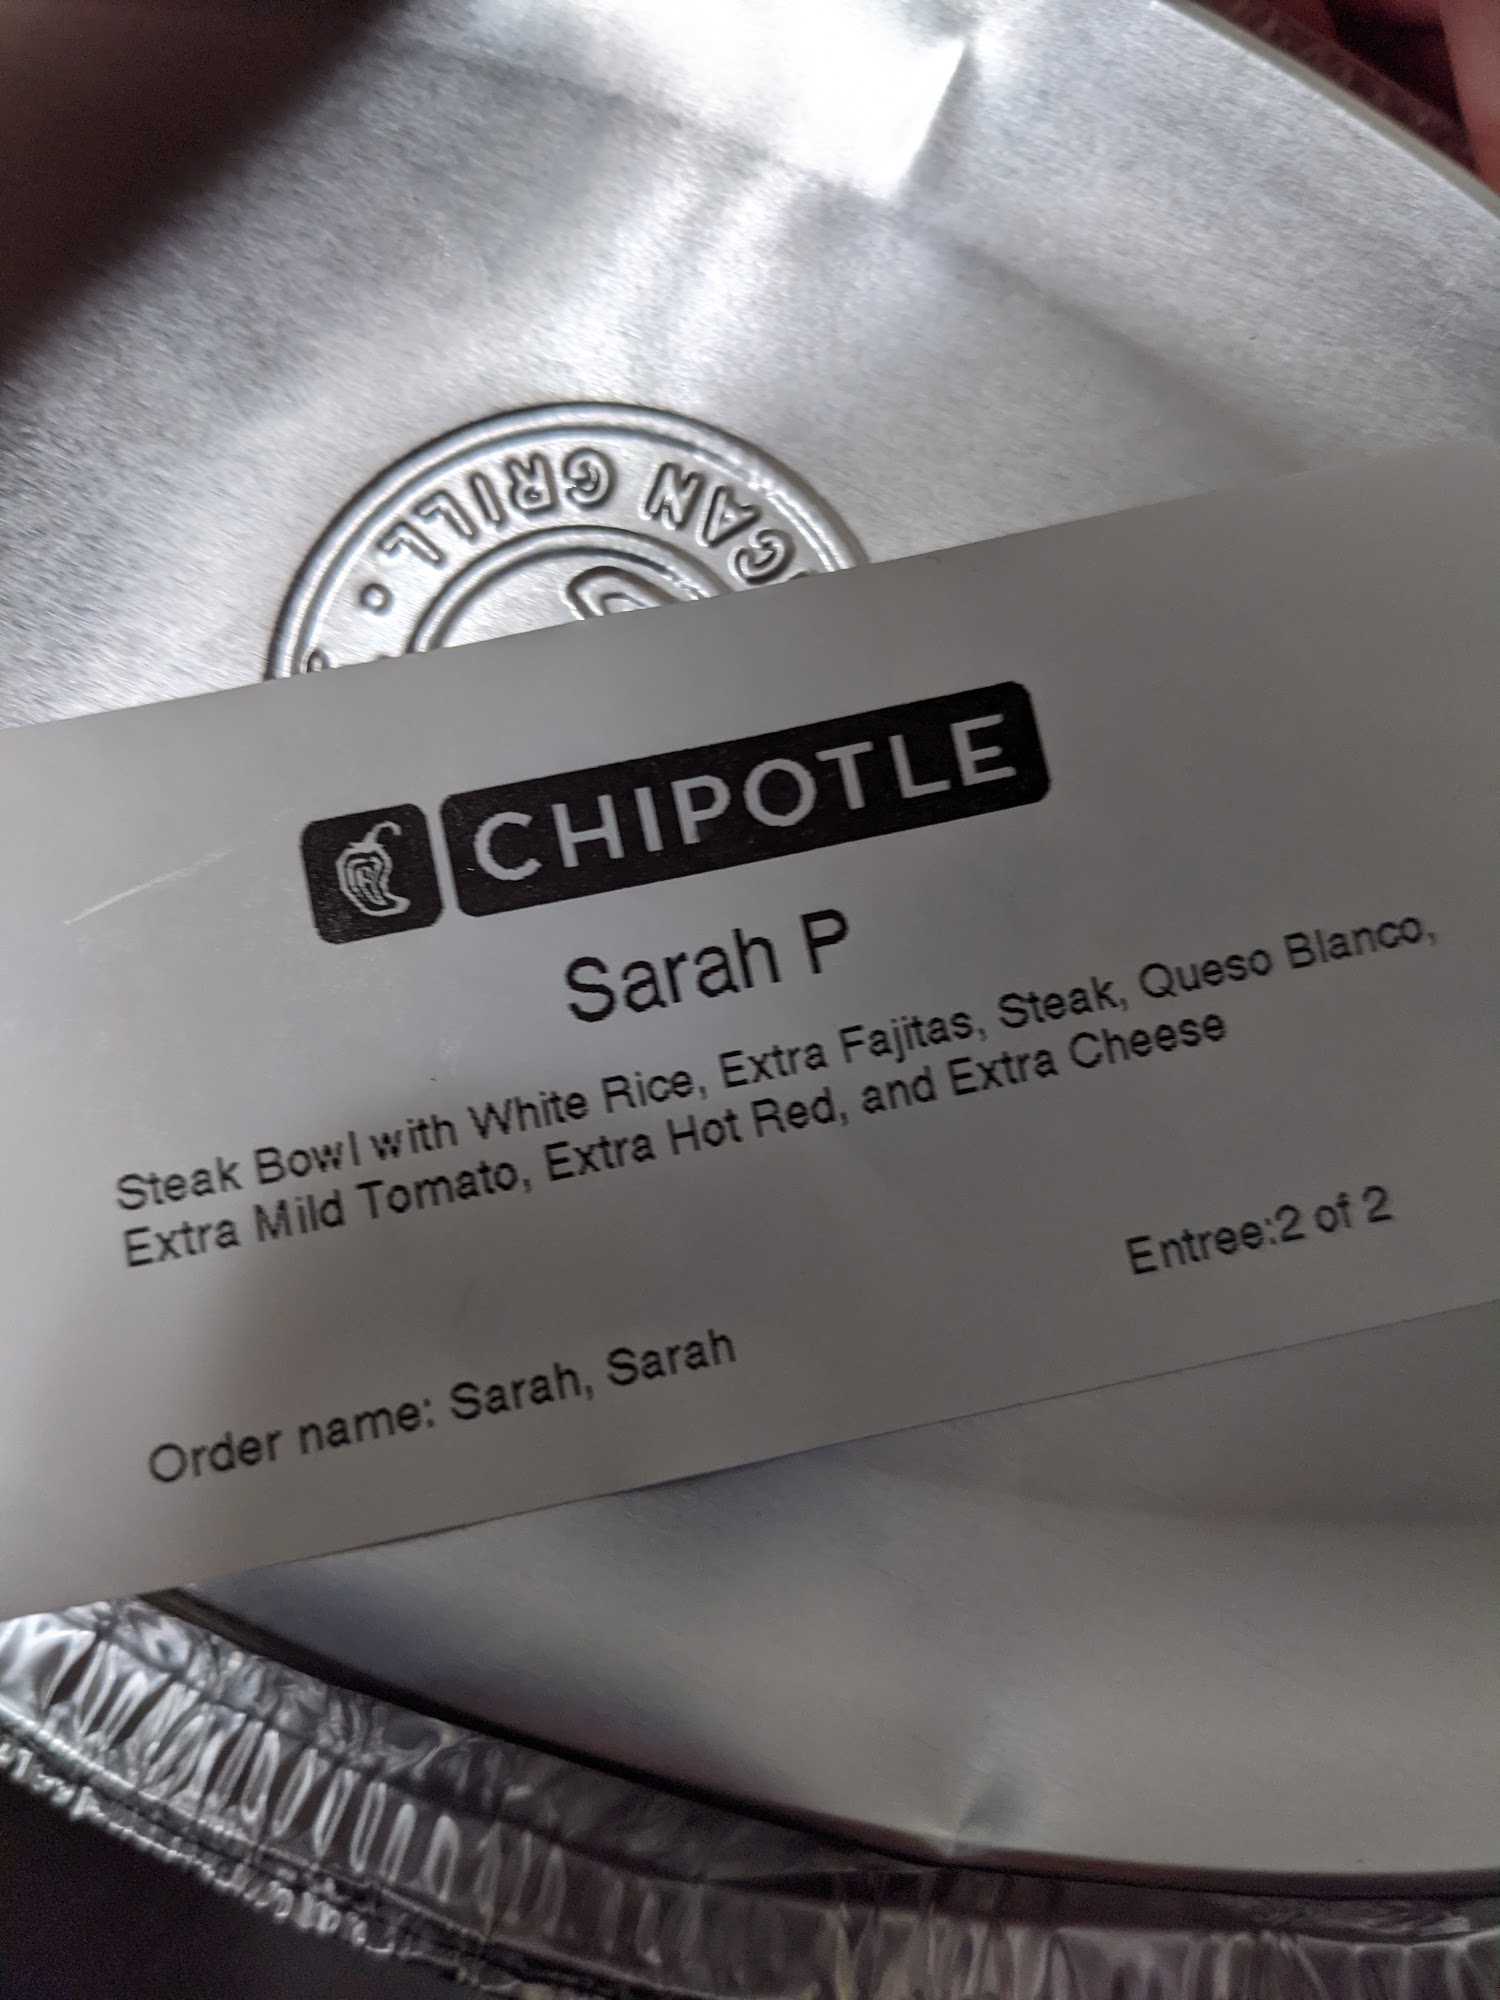 CAN GRILL
CHIPOTLE
Sarah P
Steak Bowl with White Rice, Extra Fajitas, Steak, Queso Blanco,
Extra Mild Tomato, Extra Hot Red, and Extra Cheese
Entree:2 of 2
Order name: Sarah, Sarah